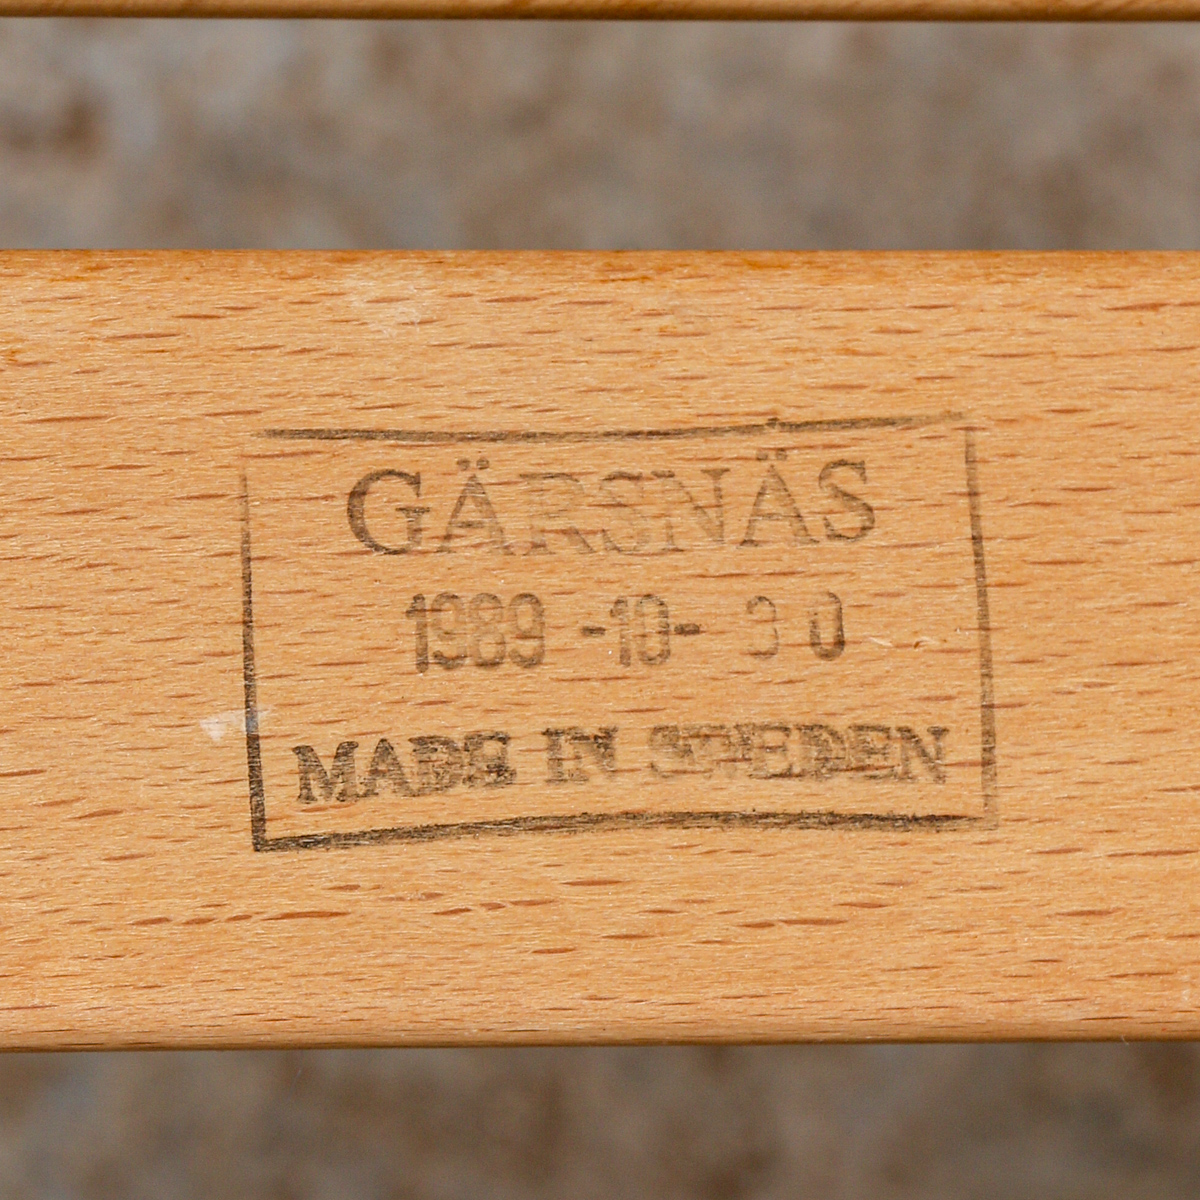 GÄRSNÄS
1989 -10- 30
MADE IN SWEDEN